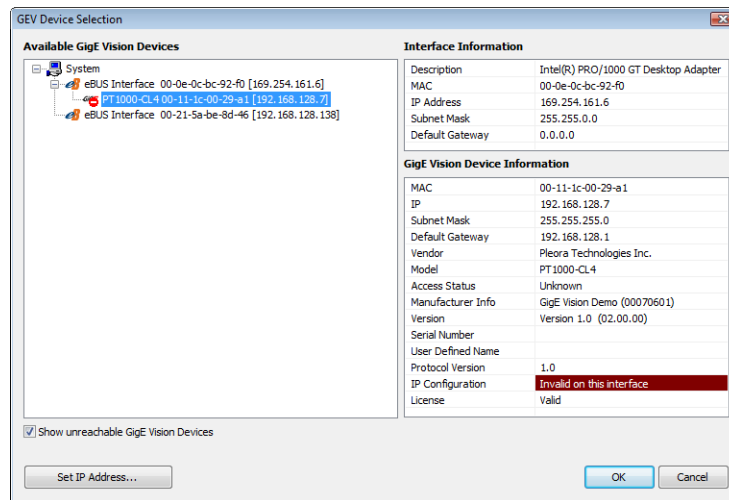 GEV Device Selection
Available GigE Vision Devices
System
eBUS Interface 00-0e-0c-bc-92-f0 [169.254.161.6]
PT1000-CL4 00-11-1c-00-29-a1 [192.168.128.7]
eBUS Interface 00-21-5a-be-8d-46 [192.168.128.138]
Show unreachable GigE Vision Devices
Set IP Address...
Interface Information
Description Intel(R) PRO/1000 GT Desktop Adapter
MAC 00-0e-0c-bc-92-f0
IP Address 169.254.161.6
Subnet Mask 255.255.0.0
Default Gateway 0.0.0.0
GigE Vision Device Information
MAC 00-11-1c-00-29-a1
IP 192.168.128.7
Subnet Mask 255.255.255.0
Default Gateway 192.168.128.1
Vendor Pleora Technologies Inc.
Model PT1000-CL4
Access Status Unknown
Manufacturer Info GigE Vision Demo (00070601)
Version Version 1.0 (02.00.00)
Serial Number
User Defined Name
Protocol Version 1.0
IP Configuration Invalid on this interface
License Valid
OK Cancel